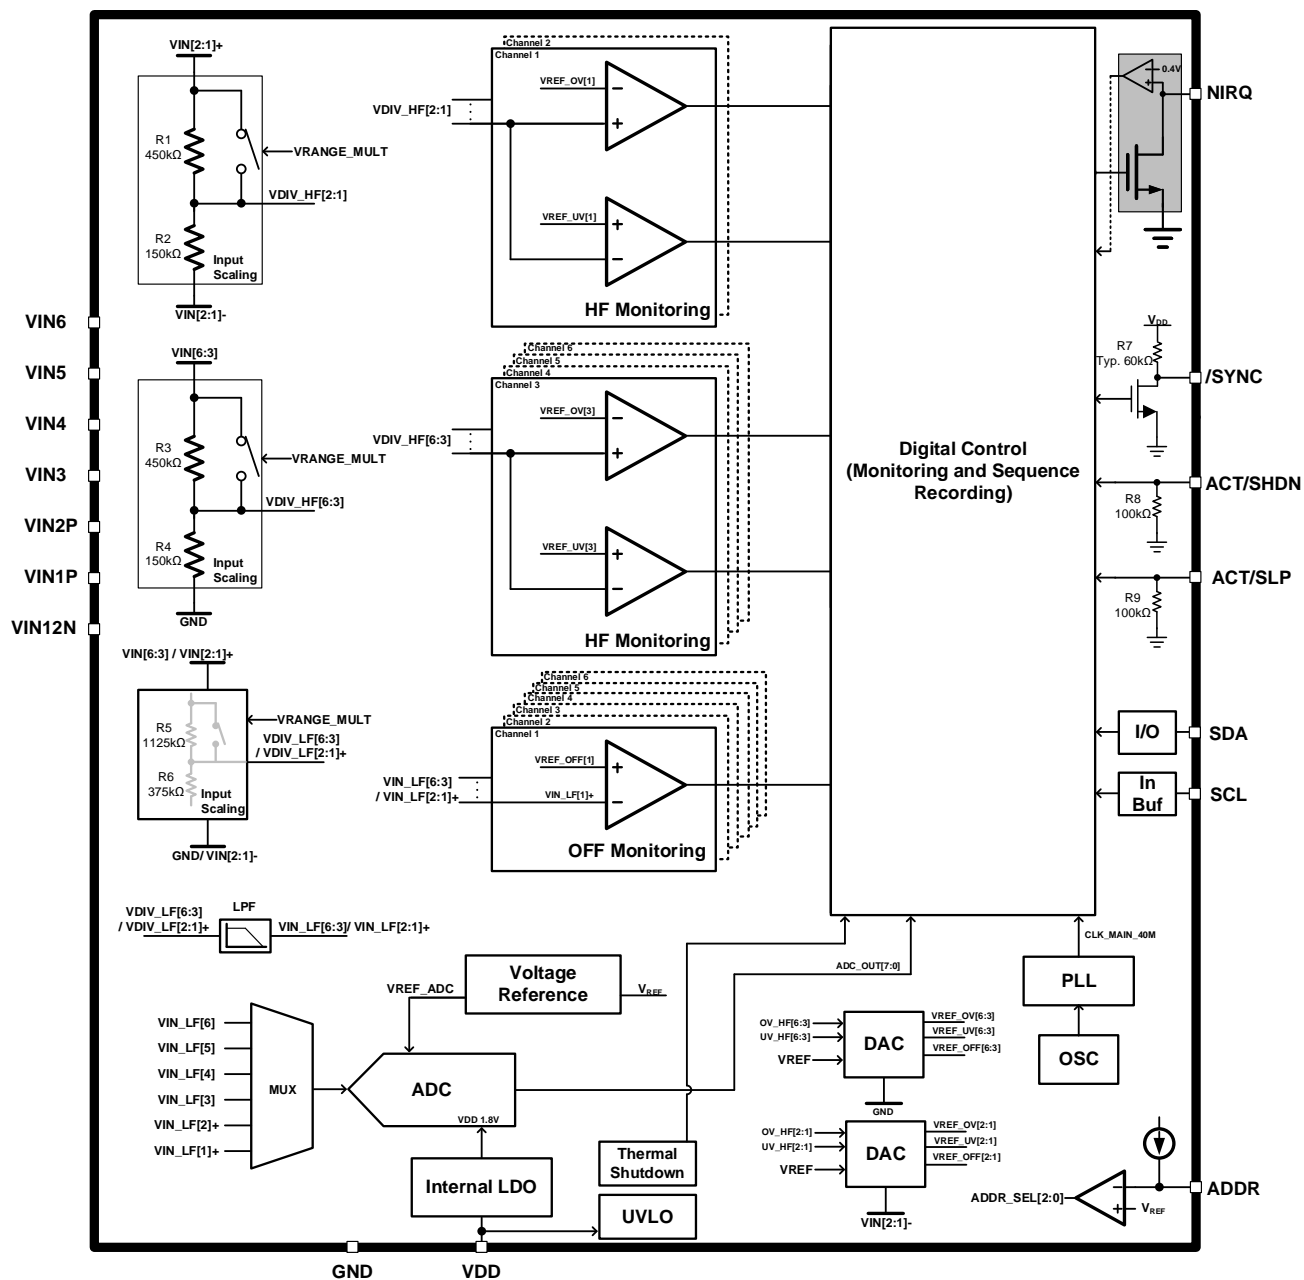 VIN[2:1]+
R1
450kΩ
VRANGE_MULT
VDIV_HF[2:1]
R2
150kΩ
Input
Scaling
VIN[2:1]-
Channel 2
Channel 1
VREF_OV[1]
VDIV_HF[2:1]
−
+
VREF_UV[1]
+
−
HF Monitoring
0.4V
−
+
NIRQ
VIN6
VIN5
VIN4
VIN3
VIN2P
VIN1P
VIN12N
VIN[6:3]
R3
450kΩ
VRANGE_MULT
VDIV_HF[6:3]
R4
150kΩ
Input
Scaling
GND
Channel 6
Channel 5
Channel 4
Channel 3
VREF_OV[3]
VDIV_HF[6:3]
−
+
VREF_UV[3]
+
−
HF Monitoring
Digital Control
(Monitoring and Sequence
Recording)
VDD
R7
Typ. 60kΩ
/SYNC
ACT/SHDN
R8
100kΩ
ACT/SLP
R9
100kΩ
VIN[6:3] / VIN[2:1]+
R5
1125kΩ
VRANGE_MULT
VDIV_LF[6:3]
/ VDIV_LF[2:1]+
R6
375kΩ
Input
Scaling
GND/ VIN[2:1]-
Channel 6
Channel 5
Channel 4
Channel 3
Channel 2
Channel 1
VREF_OFF[1]
VIN_LF[6:3]
/ VIN_LF[2:1]+
VIN_LF[1]+
+
−
OFF Monitoring
I/O
SDA
In
Buf
SCL
VDIV_LF[6:3]
/ VDIV_LF[2:1]+
LPF
VIN_LF[6:3]/ VIN_LF[2:1]+
CLK_MAIN_40M
ADC_OUT[7:0]
Voltage
Reference
VREF_ADC
VREF
PLL
OSC
VIN_LF[6]
VIN_LF[5]
VIN_LF[4]
VIN_LF[3]
VIN_LF[2]+
VIN_LF[1]+
MUX
ADC
VDD 1.8V
OV_HF[6:3]
UV_HF[6:3]
VREF
DAC
VREF_OV[6:3]
VREF_UV[6:3]
VREF_OFF[6:3]
GND
OV_HF[2:1]
UV_HF[2:1]
VREF
DAC
VREF_OV[2:1]
VREF_UV[2:1]
VREF_OFF[2:1]
VIN[2:1]-
Thermal
Shutdown
Internal LDO
UVLO
ADDR_SEL[2:0]
−
+
VREF
ADDR
GND
VDD